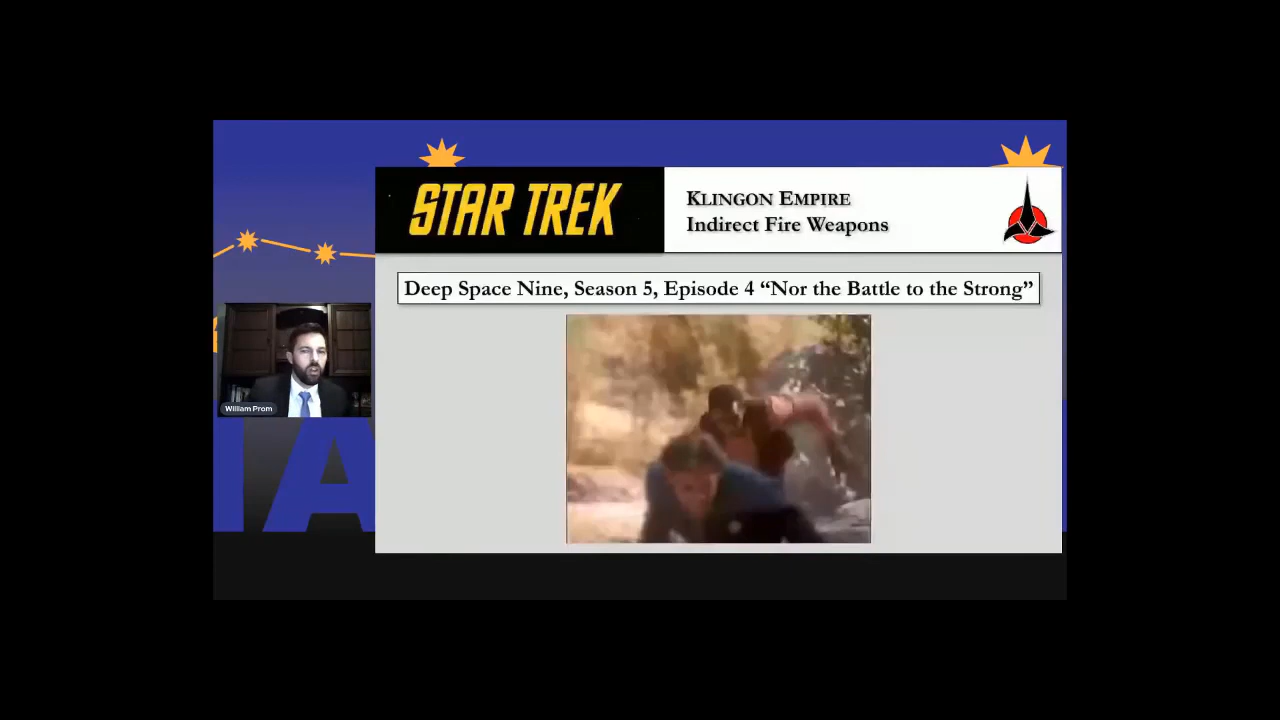 STAR TREK
KLINGON EMPIRE
Indirect Fire Weapons
Deep Space Nine, Season 5, Episode 4 “Nor the Battle to the Strong”
William Prom